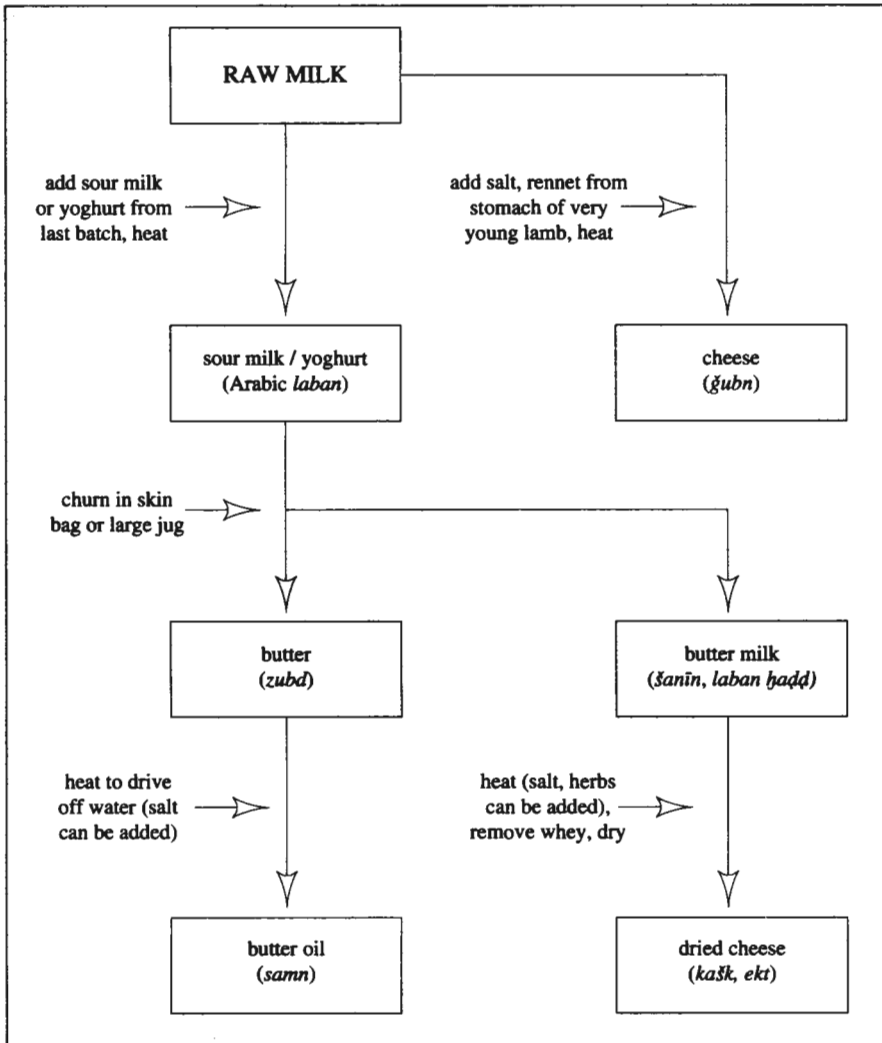 RAW MILK
add sour milk
or yoghurt from
last batch, heat
add salt, rennet from
stomach of very
young lamb, heat
sour milk / yoghurt
(Arabic laban)
cheese
(ğubn)
churn in skin
bag or large jug
butter
(zubd)
butter milk
(šanīn, laban ḫaḍḍ)
heat to drive
off water (salt
can be added)
heat (salt, herbs
can be added),
remove whey, dry
butter oil
(samn)
dried cheese
(kašk, ekt)